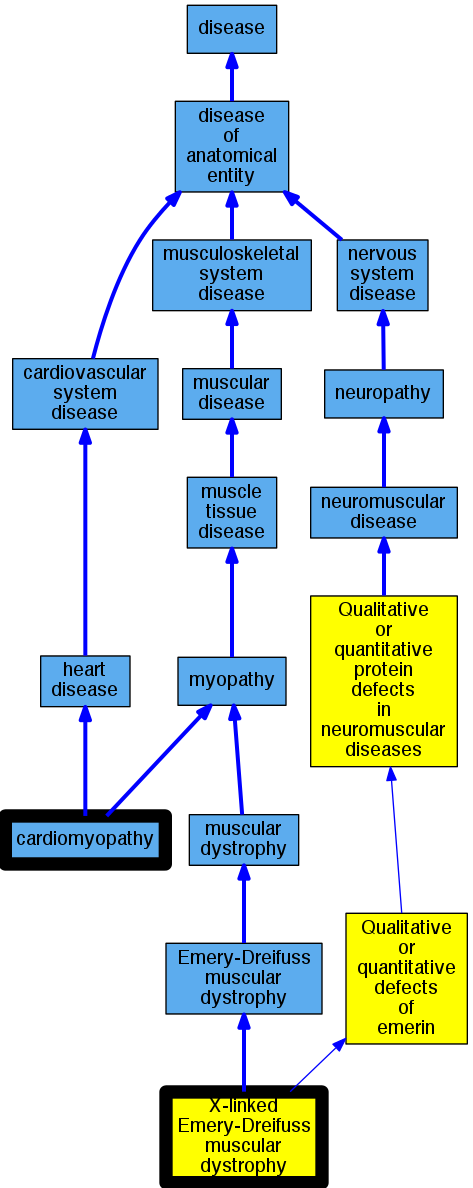 disease
disease
of
anatomical
entity
musculoskeletal
system
disease
nervous
system
disease
cardiovascular
system
disease
muscular
disease
neuropathy
muscle
tissue
disease
neuromuscular
disease
Qualitative
or
quantitative
protein
defects
in
neuromuscular
diseases
heart
disease
myopathy
cardiomyopathy
muscular
dystrophy
Emery-Dreifuss
muscular
dystrophy
Qualitative
or
quantitative
defects
of
emerin
X-linked
Emery-Dreifuss
muscular
dystrophy